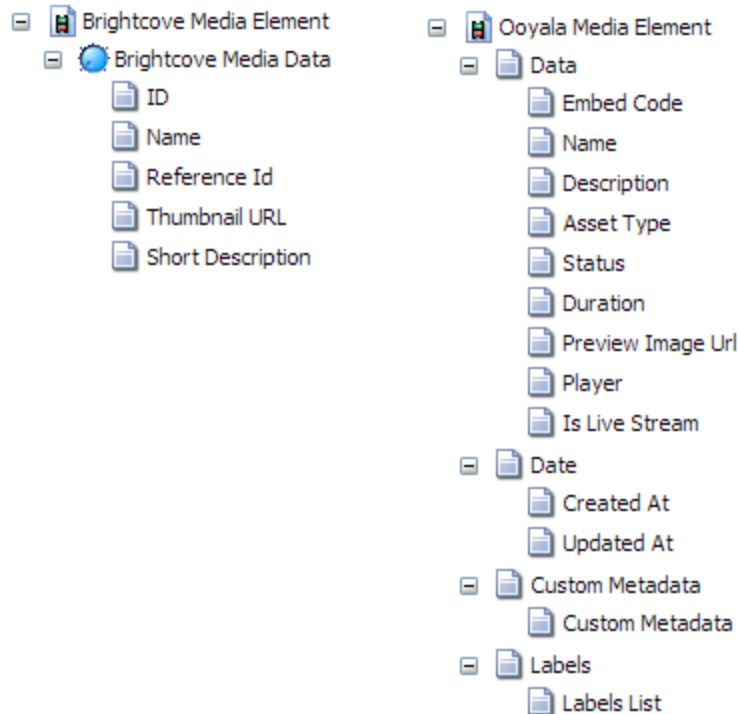 Brightcove Media Element
Brightcove Media Data
ID
Name
Reference Id
Thumbnail URL
Short Description
Ooyala Media Element
Data
Embed Code
Name
Description
Asset Type
Status
Duration
Preview Image Url
Player
Is Live Stream
Date
Created At
Updated At
Custom Metadata
Custom Metadata
Labels
Labels List